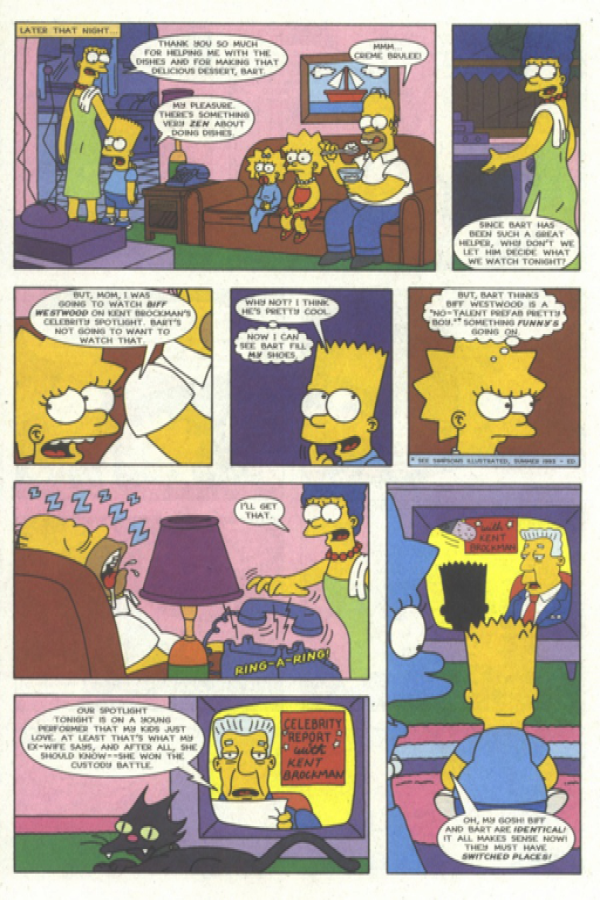 LATER THAT NIGHT...
THANK YOU SO MUCH
FOR HELPING ME WITH THE
DISHES AND FOR MAKING THAT
DELICIOUS DESSERT, BART.
MY PLEASURE.
THERE'S SOMETHING
VERY ZEN ABOUT
DOING DISHES.
MMM...
CREME BRULEE!
SINCE BART HAS
BEEN SUCH A GREAT
HELPER, WHY DON'T WE
LET HIM DECIDE WHAT
WE WATCH TONIGHT?
BUT, MOM, I WAS
GOING TO WATCH BIFF
WESTWOOD ON KENT BROCKMAN'S
CELEBRITY SPOTLIGHT. BART'S
NOT GOING TO WANT TO
WATCH THAT.
WHY NOT? I THINK
HE'S PRETTY COOL.
NOW I CAN
SEE BART FILL
MY SHOES.
BUT, BART THINKS
BIFF WESTWOOD IS A
"NO-TALENT PREFAB PRETTY
BOY."* SOMETHING FUNNY'S
GOING ON.
* SEE SIMPSONS ILLUSTRATED, SUMMER 1993 - ED.
Z Z Z Z Z Z Z
I'LL GET
THAT.
RING-A-RING!
with
KENT
BROCKMAN
OUR SPOTLIGHT
TONIGHT IS ON A YOUNG
PERFORMER THAT MY KIDS JUST
LOVE. AT LEAST THAT'S WHAT MY
EX-WIFE SAYS, AND AFTER ALL, SHE
SHOULD KNOW--SHE WON THE
CUSTODY BATTLE.
CELEBRITY
REPORT
with
KENT
BROCKMAN
OH, MY GOSH! BIFF
AND BART ARE IDENTICAL!
IT ALL MAKES SENSE NOW!
THEY MUST HAVE
SWITCHED PLACES!